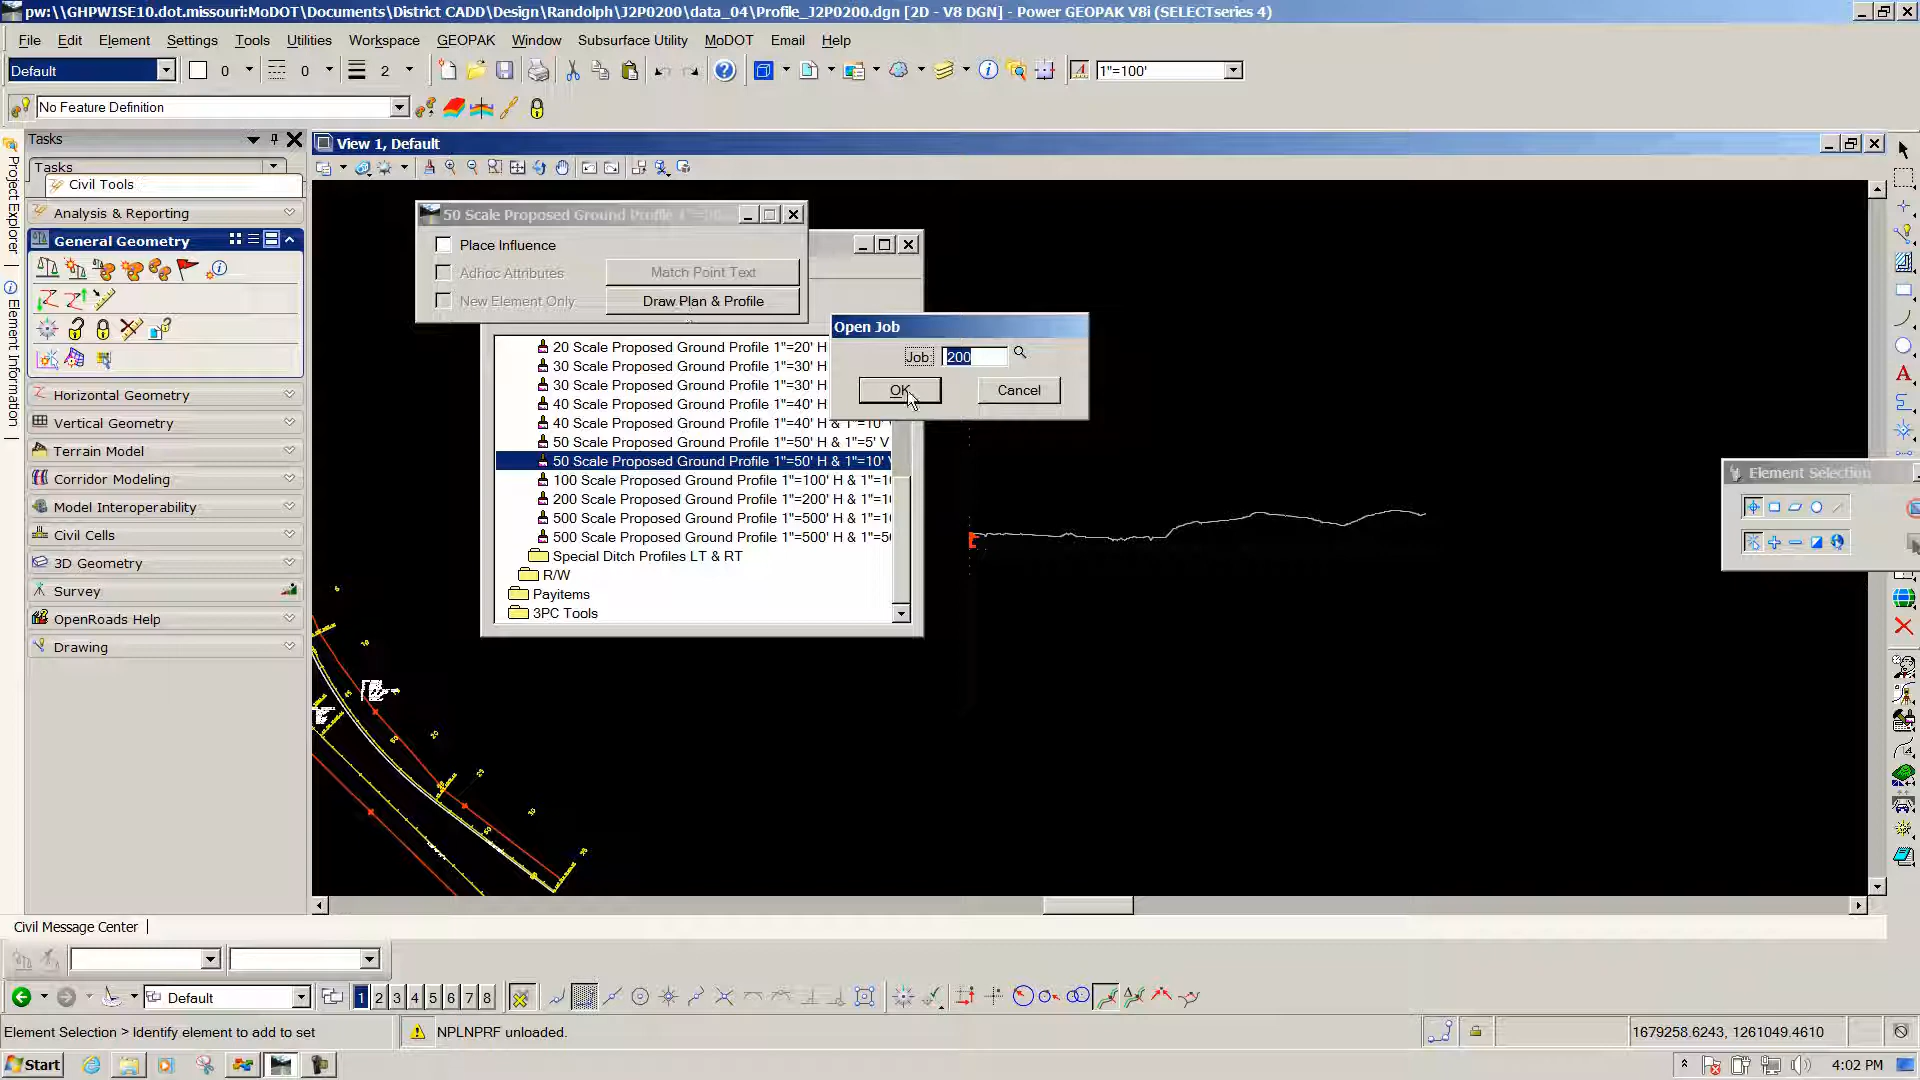 pw:\\GHPWISE10.dot.missouri:MoDOT\Documents\District CADD\Design\Randolph\J2P0200\data_04\Profile_J2P0200.dgn [2D - V8 DGN] - Power GEOPAK V8i (SELECTseries 4)
File Edit Element Settings Tools Utilities Workspace GEOPAK Window Subsurface Utility MoDOT Email Help
Default 0 0 2 1"=100'
No Feature Definition
Tasks
View 1, Default
Tasks
Civil Tools
Project Explorer
Element Information
Analysis & Reporting
General Geometry
Horizontal Geometry
Vertical Geometry
Terrain Model
Corridor Modeling
Model Interoperability
Civil Cells
3D Geometry
Survey
OpenRoads Help
Drawing
50 Scale Proposed Ground Profile
Place Influence
Adhoc Attributes Match Point Text
New Element Only Draw Plan & Profile
Open Job
Job: 200
OK Cancel
20 Scale Proposed Ground Profile 1"=20' H
30 Scale Proposed Ground Profile 1"=30' H
30 Scale Proposed Ground Profile 1"=30' H
40 Scale Proposed Ground Profile 1"=40' H
40 Scale Proposed Ground Profile 1"=40' H & 1"=10'
50 Scale Proposed Ground Profile 1"=50' H & 1"=5' V
50 Scale Proposed Ground Profile 1"=50' H & 1"=10' V
100 Scale Proposed Ground Profile 1"=100' H & 1"=1
200 Scale Proposed Ground Profile 1"=200' H & 1"=1
500 Scale Proposed Ground Profile 1"=500' H & 1"=1
500 Scale Proposed Ground Profile 1"=500' H & 1"=5
Special Ditch Profiles LT & RT
R/W
Payitems
3PC Tools
Element Selection
Civil Message Center
Default 1 2 3 4 5 6 7 8
Element Selection > Identify element to add to set NPLNPRF unloaded. 1679258.6243, 1261049.4610
Start 4:02 PM